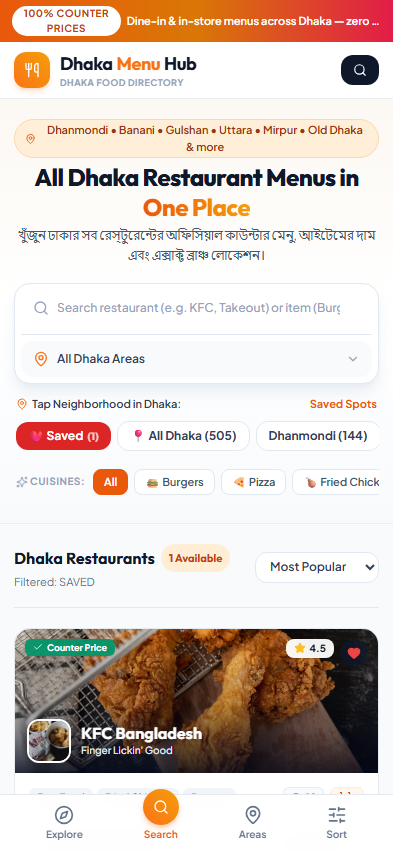 100% COUNTER
PRICES
Dine-in & in-store menus across Dhaka — zero ...
Dhaka Menu Hub
DHAKA FOOD DIRECTORY
Dhanmondi • Banani • Gulshan • Uttara • Mirpur • Old Dhaka
& more
All Dhaka Restaurant Menus in
One Place
খুঁজুন ঢাকার সব রেস্টুরেন্টের অফিসিয়াল কাউন্টার মেনু, আইটেমের দাম
এবং এক্সাক্ট ব্রাঞ্চ লোকেশন।
Search restaurant (e.g. KFC, Takeout) or item (Burg
All Dhaka Areas
Tap Neighborhood in Dhaka:
Saved Spots
Saved (1)
All Dhaka (505)
Dhanmondi (144)
CUISINES:
All
Burgers
Pizza
Fried Chick
Dhaka Restaurants
1 Available
Most Popular
Filtered: SAVED
Counter Price
4.5
KFC Bangladesh
Finger Lickin' Good
Explore
Search
Areas
Sort